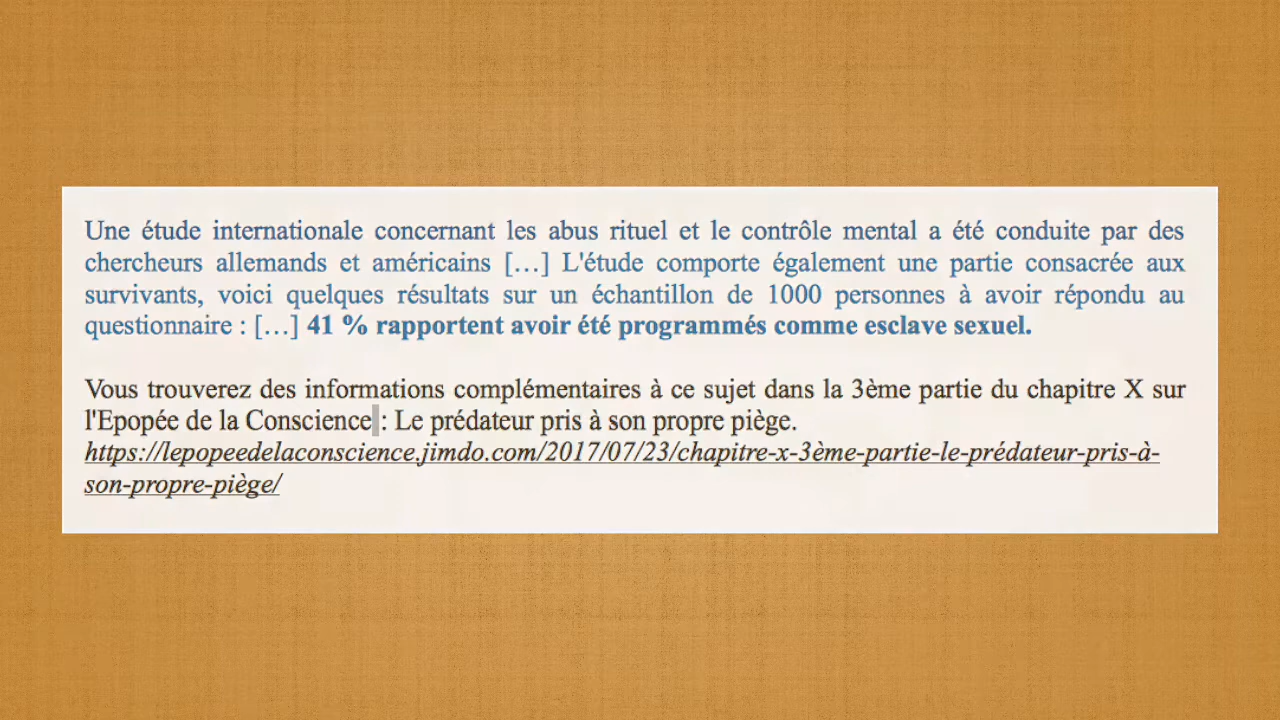 Une étude internationale concernant les abus rituel et le contrôle mental a été conduite par des
chercheurs allemands et américains […] L'étude comporte également une partie consacrée aux
survivants, voici quelques résultats sur un échantillon de 1000 personnes à avoir répondu au
questionnaire : […] 41 % rapportent avoir été programmés comme esclave sexuel.
Vous trouverez des informations complémentaires à ce sujet dans la 3ème partie du chapitre X sur
l'Epopée de la Conscience : Le prédateur pris à son propre piège.
https://lepopeedelaconscience.jimdo.com/2017/07/23/chapitre-x-3ème-partie-le-prédateur-pris-à-
son-propre-piège/